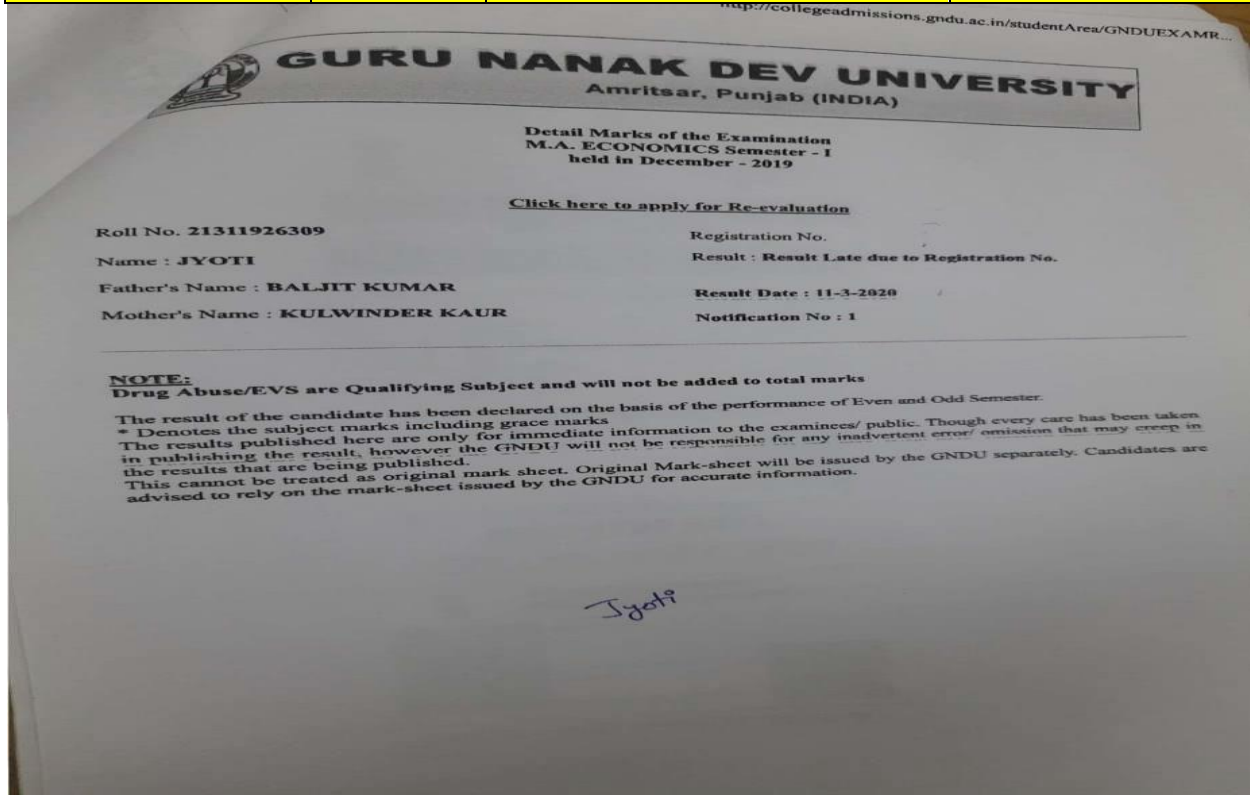 http://collegeadmissions.gndu.ac.in/studentArea/GNDUEXAMR...
GURU NANAK DEV UNIVERSITY
Amritsar, Punjab (INDIA)
Detail Marks of the Examination
M.A. ECONOMICS Semester - I
held in December - 2019
Click here to apply for Re-evaluation
Roll No. 21311926309
Registration No.
Name : JYOTI
Result : Result Late due to Registration No.
Father's Name : BALJIT KUMAR
Result Date : 11-3-2020
Mother's Name : KULWINDER KAUR
Notification No : 1
NOTE:
Drug Abuse/EVS are Qualifying Subject and will not be added to total marks
The result of the candidate has been declared on the basis of the performance of Even and Odd Semester.
* Denotes the subject marks including grace marks
The results published here are only for immediate information to the examinees/ public. Though every care has been taken
in publishing the result, however the GNDU will not be responsible for any inadvertent error/ omission that may creep in
the results that are being published.
This cannot be treated as original mark sheet. Original Mark-sheet will be issued by the GNDU separately. Candidates are
advised to rely on the mark-sheet issued by the GNDU for accurate information.
Jyoti